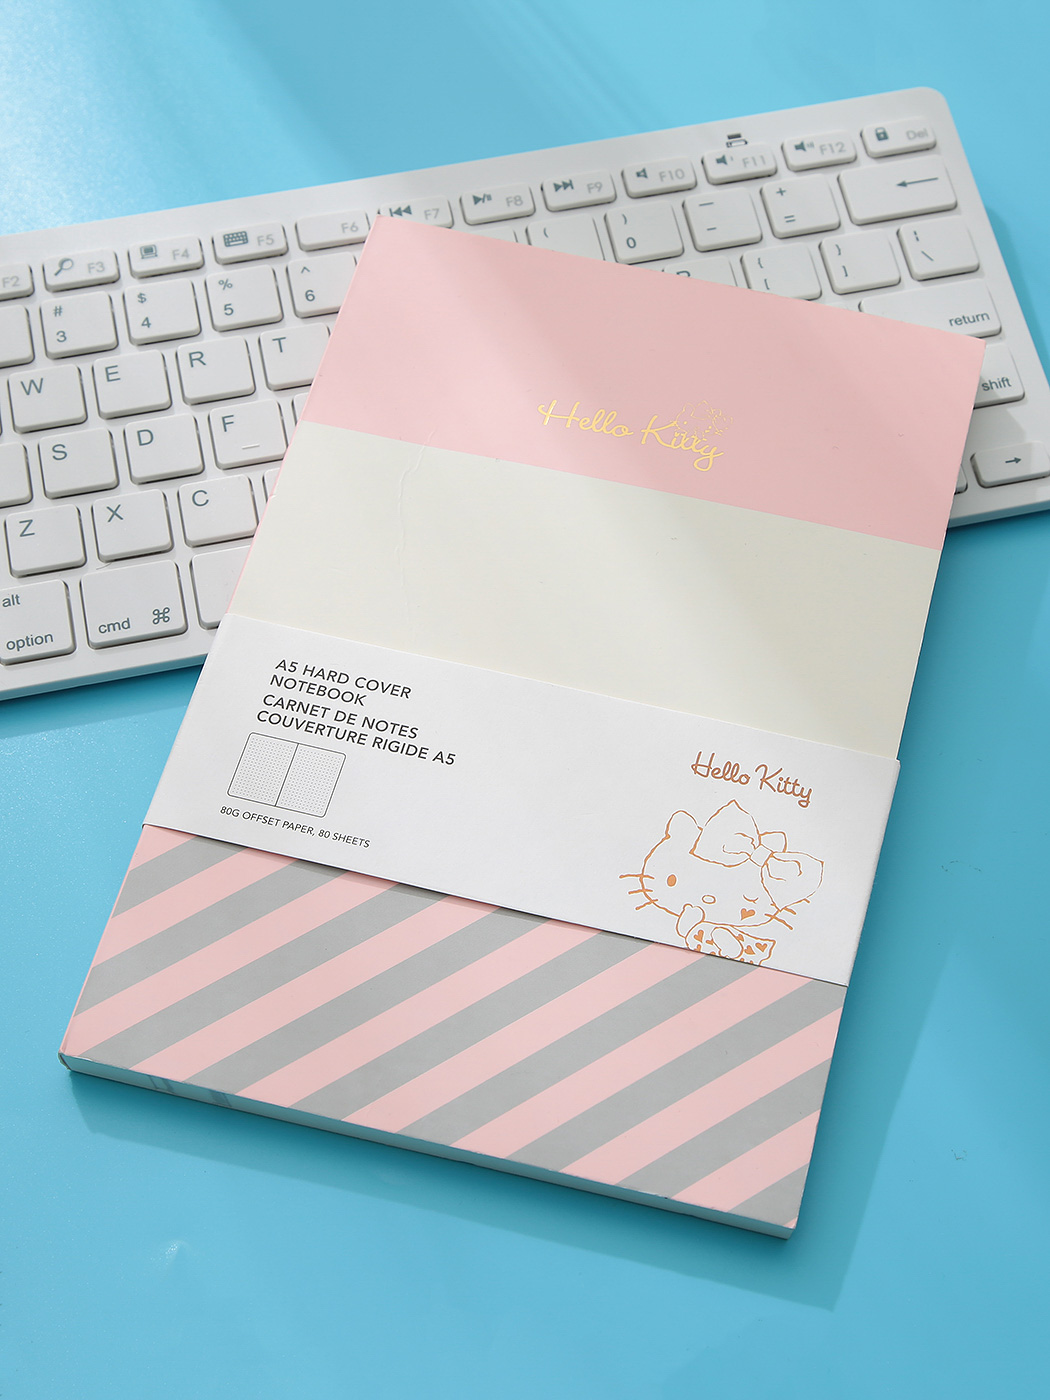 F2 F3 F4 F5 F6 F7 F8 F9 F10 F11 F12 Del
# 3 $ 4 % 5 ^ 6 ( ) 0 — - + =
W E R T { [ } ] \
S D F return
Z X C shift
alt option cmd ⌘
Hello Kitty
A5 HARD COVER
NOTEBOOK
CARNET DE NOTES
COUVERTURE RIGIDE A5
80G OFFSET PAPER, 80 SHEETS
Hello Kitty